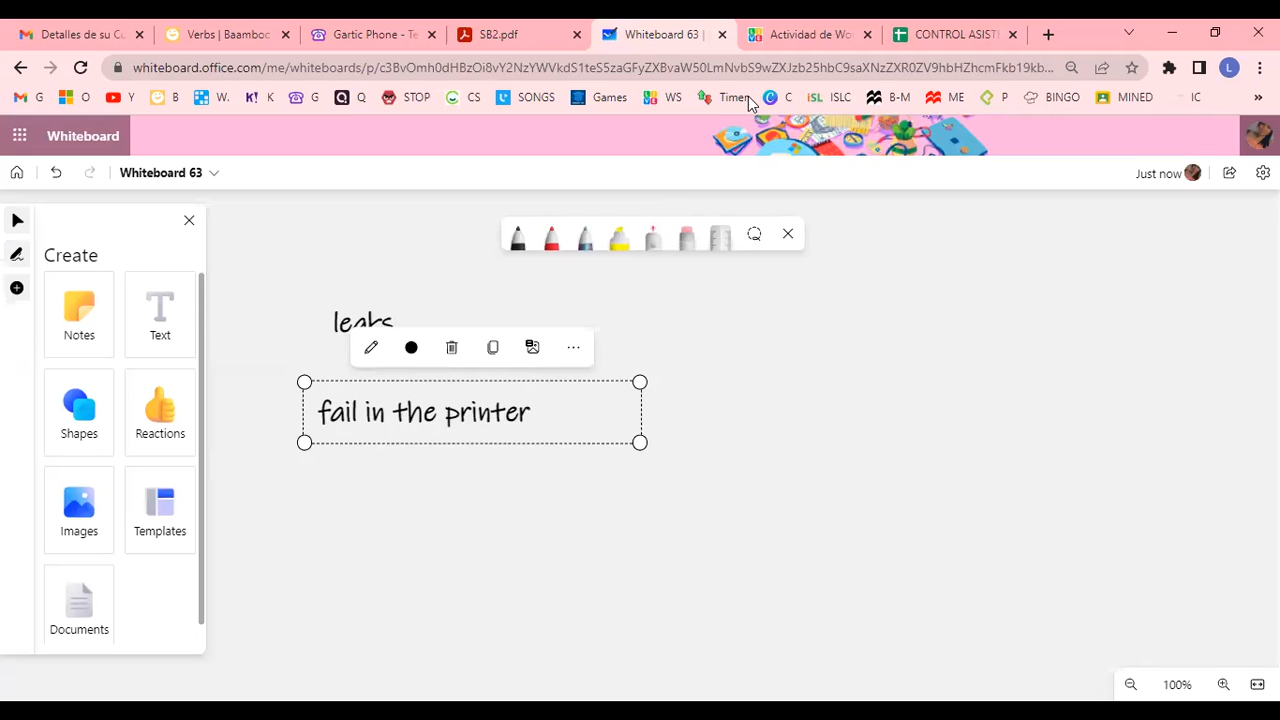 Detalles de su Cu
Verbs | Baambooz
Gartic Phone - Te
SB2.pdf
Whiteboard 63 |
Actividad de Wo
CONTROL ASIST
whiteboard.office.com/me/whiteboards/p/c3BvOmh0dHBzOi8vY2NzYWVkdS1teS5zaGFyZXBvaW50LmNvbS9wZXJzb25hbC9saXNzZXR0ZV9hbHZhcmFkb19k...
L
G
O
Y
B
W.
K
G
Q
STOP
CS
SONGS
Games
WS
Timer
C
ISLC
B-M
ME
P
BINGO
MINED
IC
»
Whiteboard
Whiteboard 63
Just now
Create
Notes
Text
Shapes
Reactions
Images
Templates
Documents
leaks
fail in the printer
100%